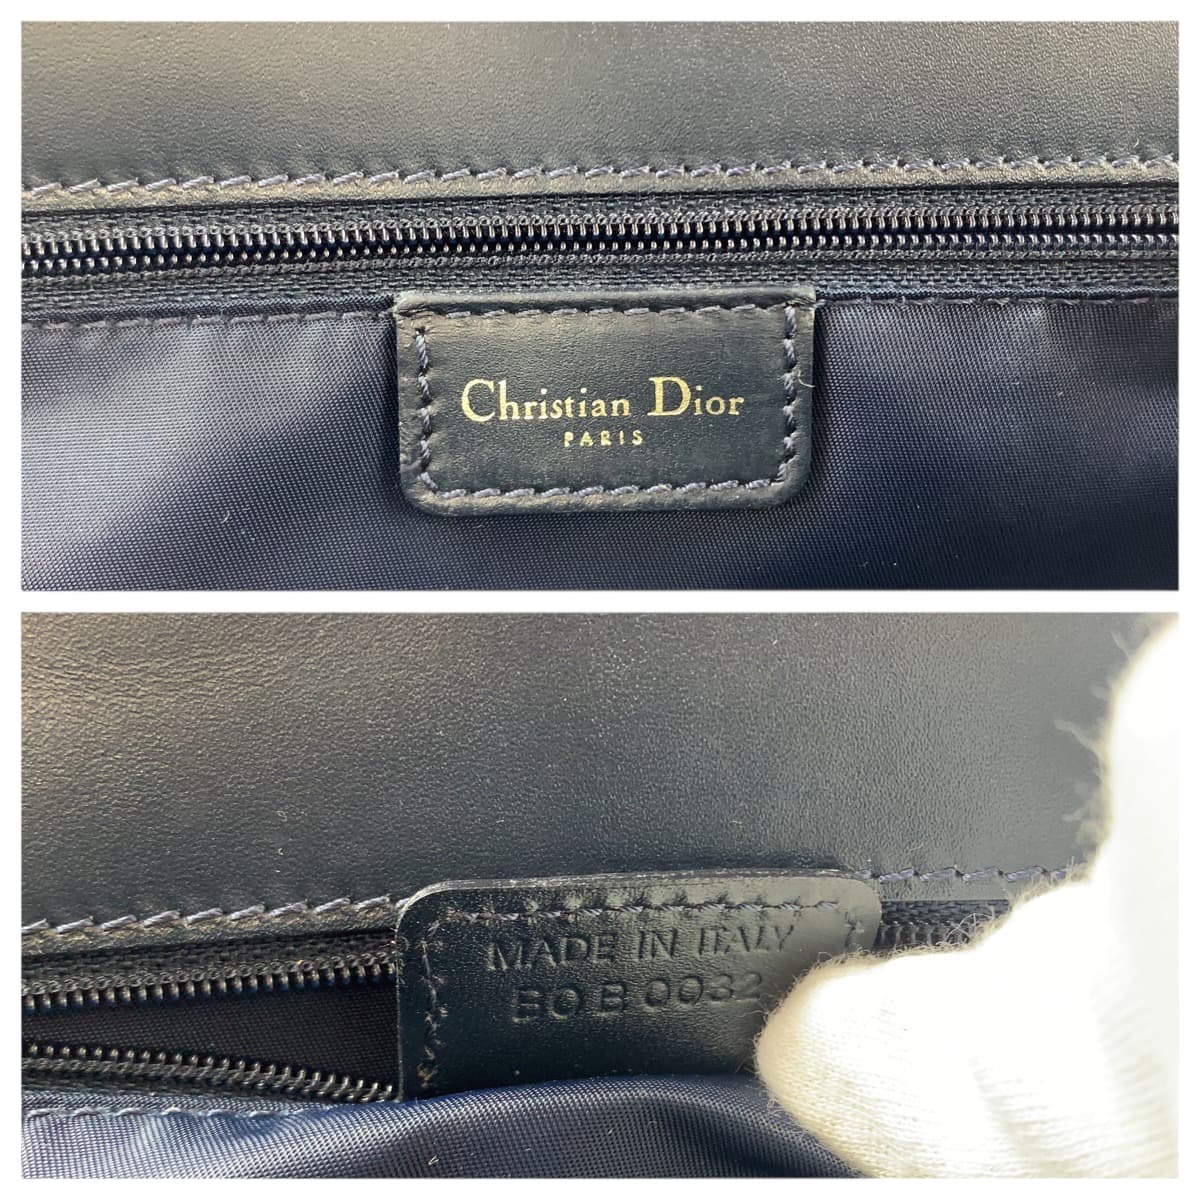 Christian Dior
PARIS
MADE IN ITALY
BO B 0032